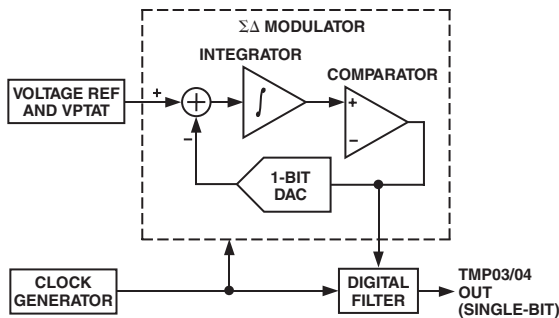 ΣΔ MODULATOR
INTEGRATOR
COMPARATOR
VOLTAGE REF
AND VPTAT
+
+
∫
+
−
−
1-BIT
DAC
CLOCK
GENERATOR
DIGITAL
FILTER
TMP03/04
OUT
(SINGLE-BIT)